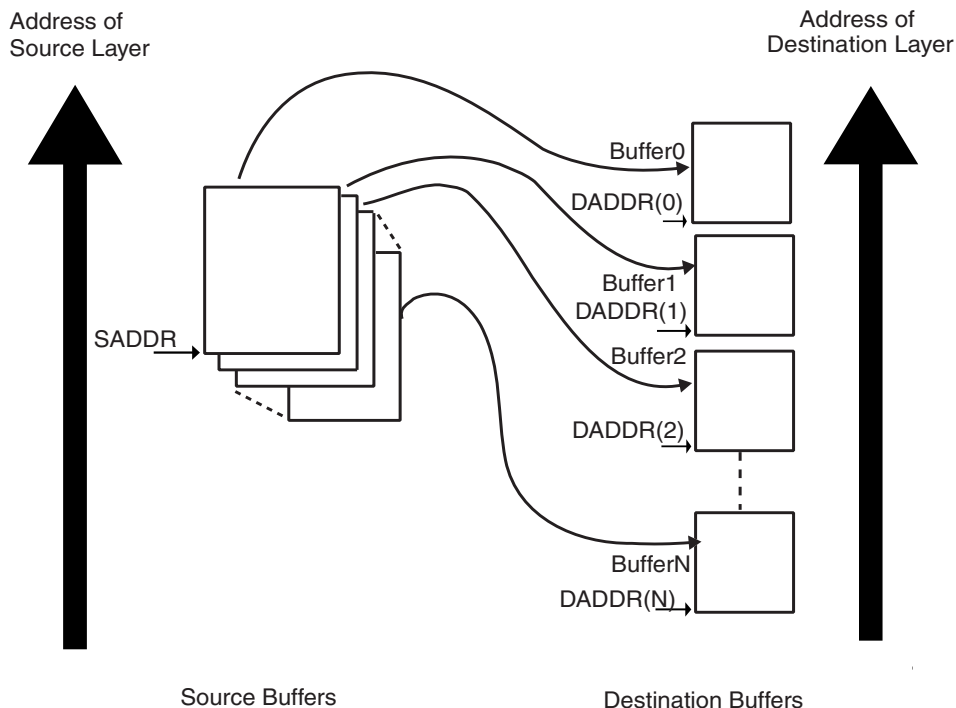 Address of
Source Layer
Address of
Destination Layer
Buffer0
DADDR(0)
Buffer1
DADDR(1)
SADDR
Buffer2
DADDR(2)
BufferN
DADDR(N)
Source Buffers
Destination Buffers